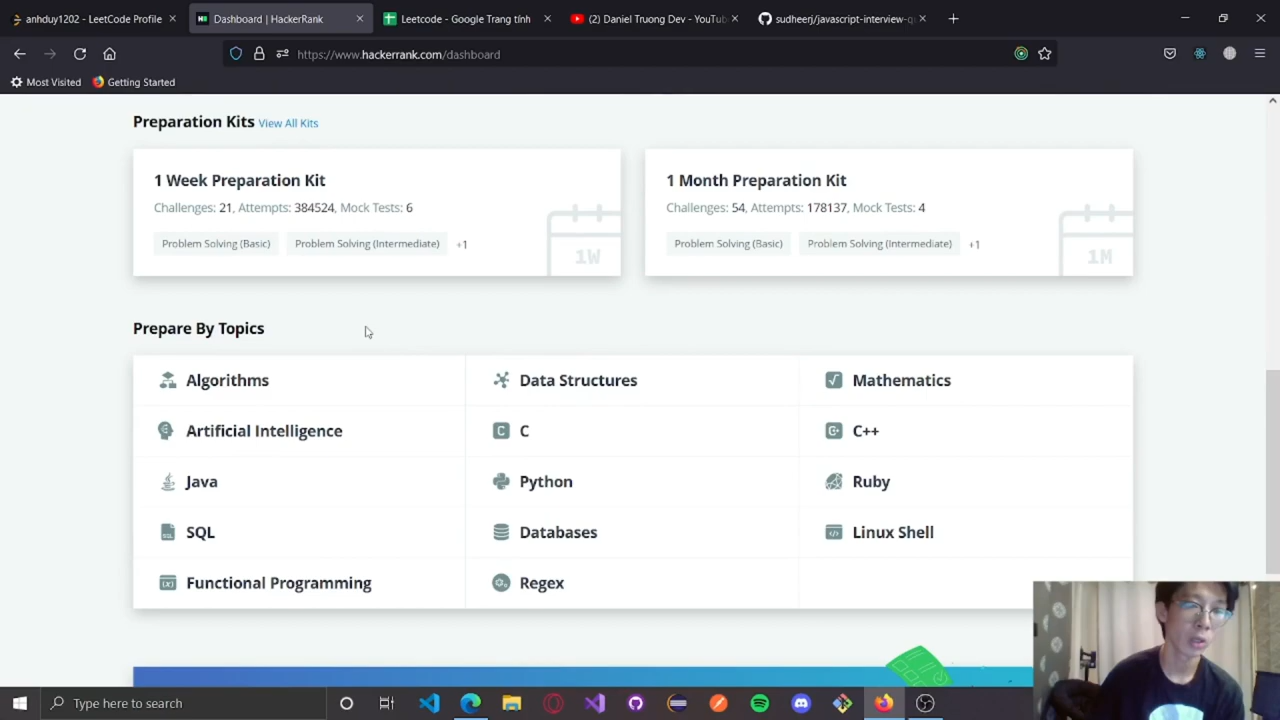 anhduy1202 - LeetCode Profile
Dashboard | HackerRank
Leetcode - Google Trang tính
(2) Daniel Truong Dev - YouTub
sudheerj/javascript-interview-q
https://www.hackerrank.com/dashboard
Most Visited
Getting Started
Preparation Kits View All Kits
1 Week Preparation Kit
Challenges: 21, Attempts: 384524, Mock Tests: 6
Problem Solving (Basic)
Problem Solving (Intermediate)
+1
1W
1 Month Preparation Kit
Challenges: 54, Attempts: 178137, Mock Tests: 4
Problem Solving (Basic)
Problem Solving (Intermediate)
+1
1M
Prepare By Topics
Algorithms
Data Structures
Mathematics
Artificial Intelligence
C
C++
Java
Python
Ruby
SQL
Databases
Linux Shell
Functional Programming
Regex
Type here to search